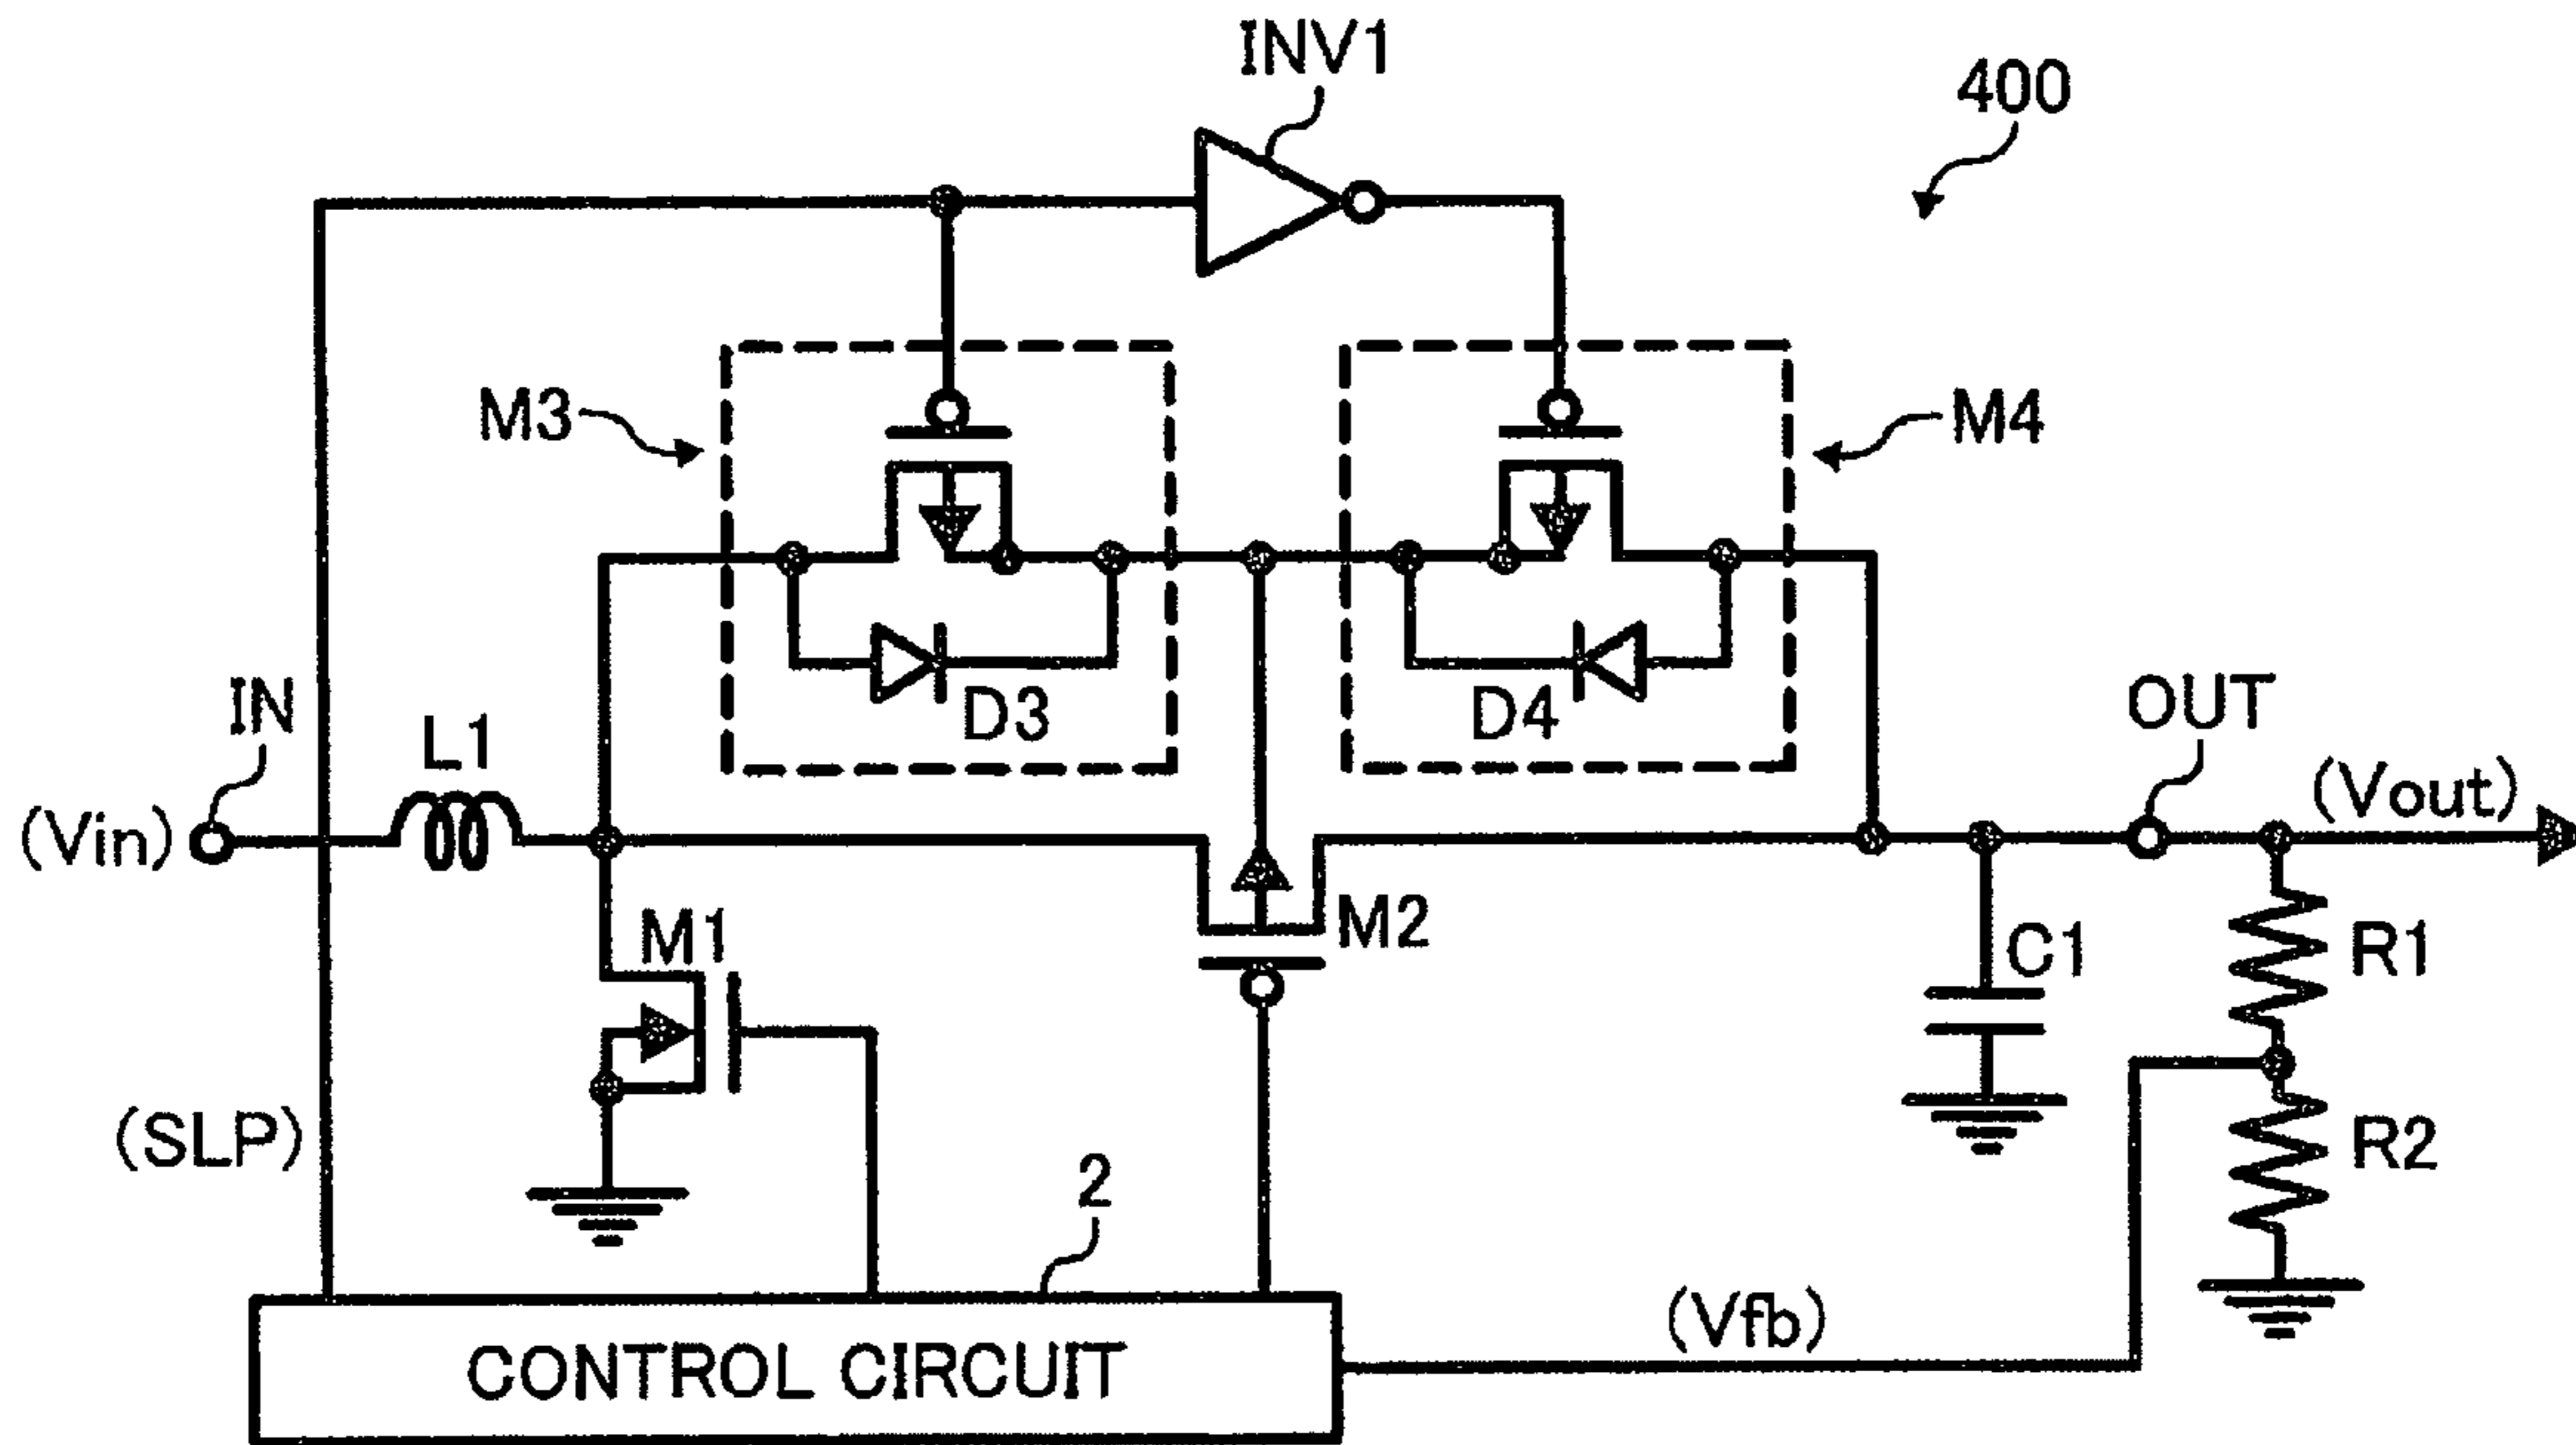 INV1
400
M3
M4
D3
D4
IN
L1
OUT
(Vin)
(Vout)
M1
M2
C1
R1
(SLP)
2
R2
(Vfb)
CONTROL CIRCUIT